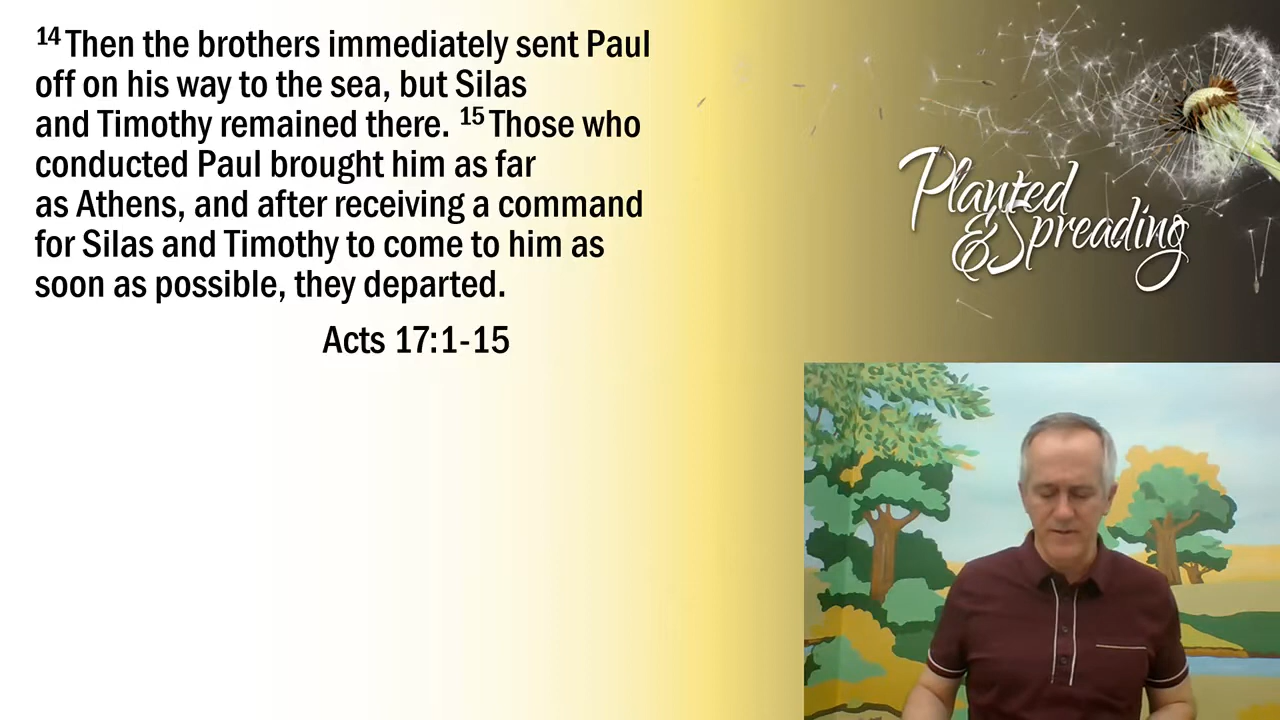 14 Then the brothers immediately sent Paul
off on his way to the sea, but Silas
and Timothy remained there. 15 Those who
conducted Paul brought him as far
as Athens, and after receiving a command
for Silas and Timothy to come to him as
soon as possible, they departed.
Acts 17:1-15
Planted
& Spreading